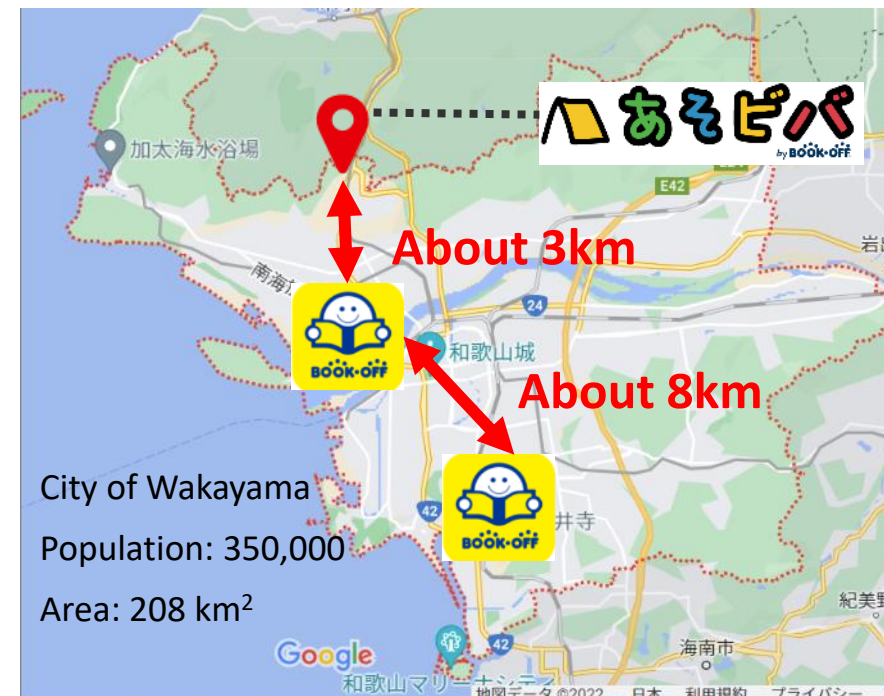 あそビバ
by BOOK•OFF
加太海水浴場
E42
About 3km
南海
24
BOOK•OFF
和歌山城
About 8km
City of Wakayama
42
井寺
BOOK•OFF
Population: 350,000
Area: 208 km²
紀美野
Google
42
海南市
和歌山マリーナシティ
地図データ ©2022 日本 利用規約 プライバシー